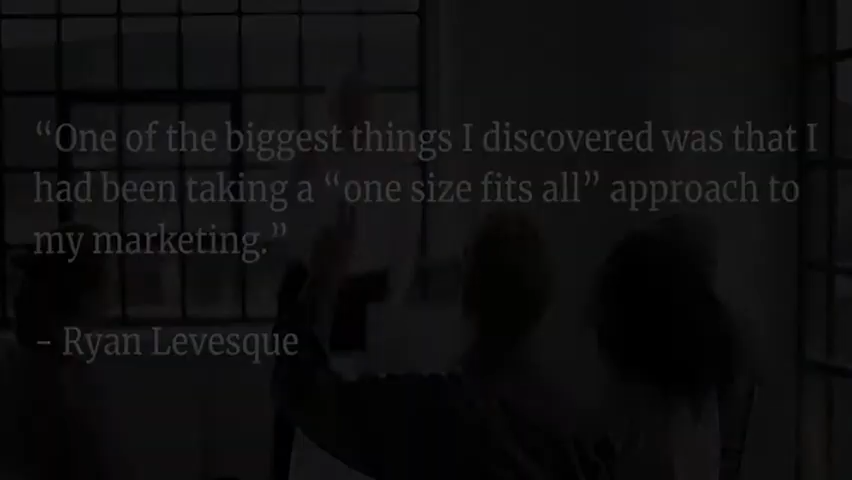 “One of the biggest things I discovered was that I
had been taking a “one size fits all” approach to
my marketing.”
- Ryan Levesque